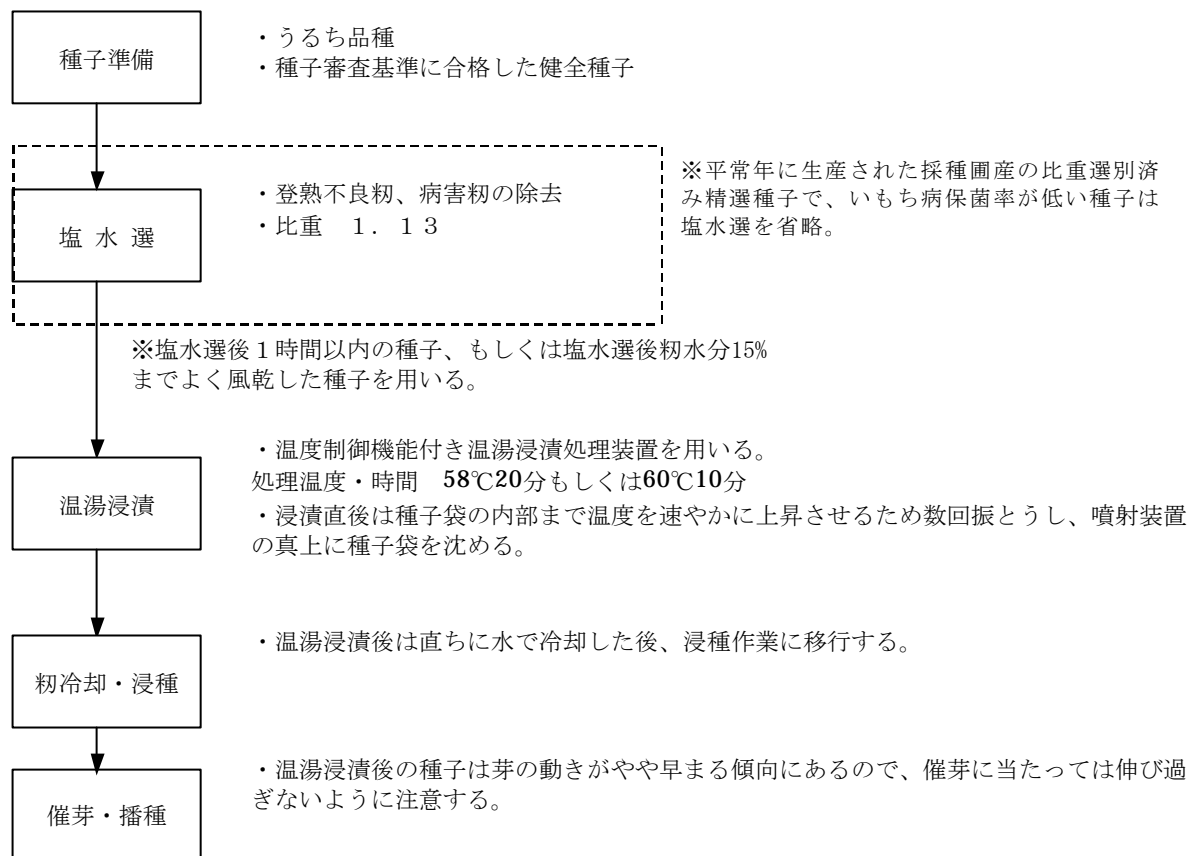 種子準備
・うるち品種
・種子審査基準に合格した健全種子
塩 水 選
・登熟不良籾、病害籾の除去
・比重　１．１３
※平常年に生産された採種圃産の比重選別済
み精選種子で、いもち病保菌率が低い種子は
塩水選を省略。
※塩水選後１時間以内の種子、もしくは塩水選後籾水分15%
までよく風乾した種子を用いる。
温湯浸漬
・温度制御機能付き温湯浸漬処理装置を用いる。
処理温度・時間　58℃20分もしくは60℃10分
・浸漬直後は種子袋の内部まで温度を速やかに上昇させるため数回振とうし、噴射装置
の真上に種子袋を沈める。
籾冷却・浸種
・温湯浸漬後は直ちに水で冷却した後、浸種作業に移行する。
催芽・播種
・温湯浸漬後の種子は芽の動きがやや早まる傾向にあるので、催芽に当たっては伸び過
ぎないように注意する。